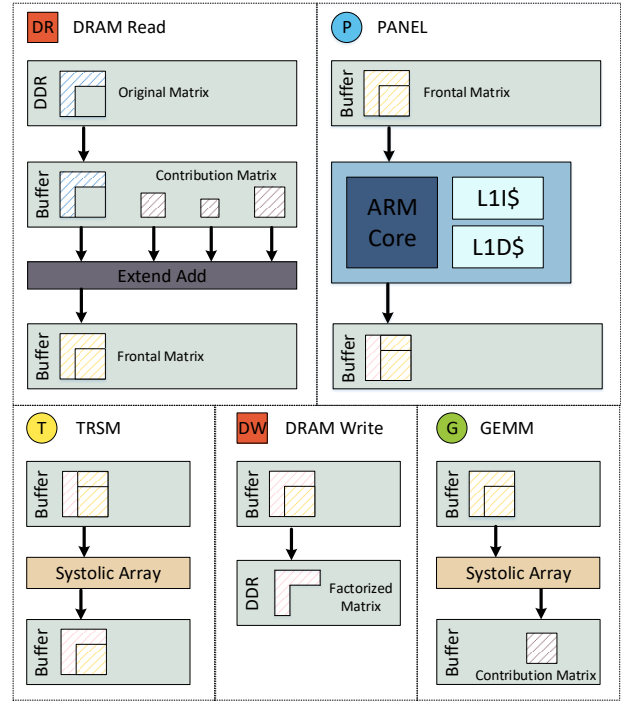 DR DRAM Read
DDR
Original Matrix
Buffer
Contribution Matrix
Extend Add
Buffer
Frontal Matrix
P PANEL
Buffer
Frontal Matrix
ARM
Core
L1I$
L1D$
Buffer
T TRSM
Buffer
Systolic Array
Buffer
DW DRAM Write
Buffer
DDR
Factorized
Matrix
G GEMM
Buffer
Systolic Array
Buffer
Contribution Matrix